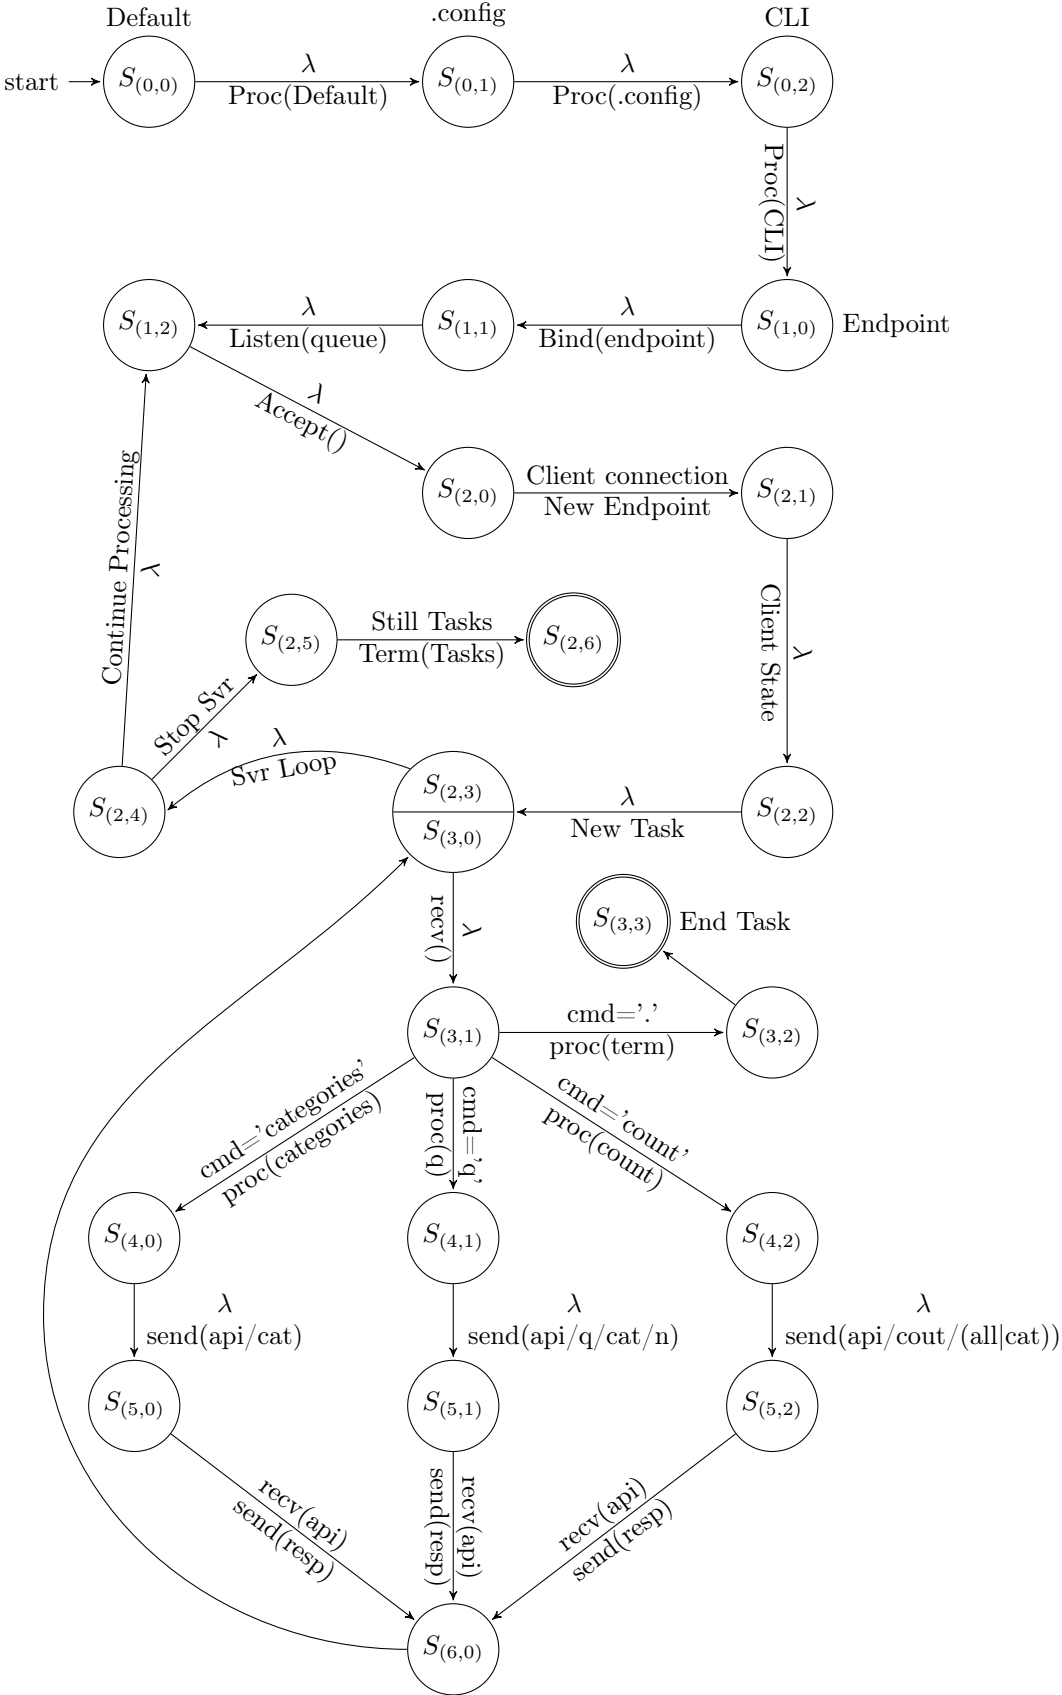 Default
.config
CLI
start
S(0,0)
λ
Proc(Default)
S(0,1)
λ
Proc(.config)
S(0,2)
λ
Proc(CLI)
S(1,2)
λ
Listen(queue)
S(1,1)
λ
Bind(endpoint)
S(1,0)
Endpoint
λ
Accept()
S(2,0)
Client connection
New Endpoint
S(2,1)
Continue Processing
λ
λ
Client State
S(2,5)
Still Tasks
Term(Tasks)
S(2,6)
Stop Svr
λ
λ
Svr Loop
S(2,4)
S(2,3)
S(3,0)
λ
New Task
S(2,2)
λ
recv()
S(3,3)
End Task
S(3,1)
cmd='.'
proc(term)
S(3,2)
cmd='categories'
proc(categories)
cmd='q'
proc(q)
cmd='count'
proc(count)
S(4,0)
S(4,1)
S(4,2)
λ
send(api/cat)
λ
send(api/q/cat/n)
λ
send(api/cout/(all|cat))
S(5,0)
S(5,1)
S(5,2)
recv(api)
send(resp)
recv(api)
send(resp)
recv(api)
send(resp)
S(6,0)